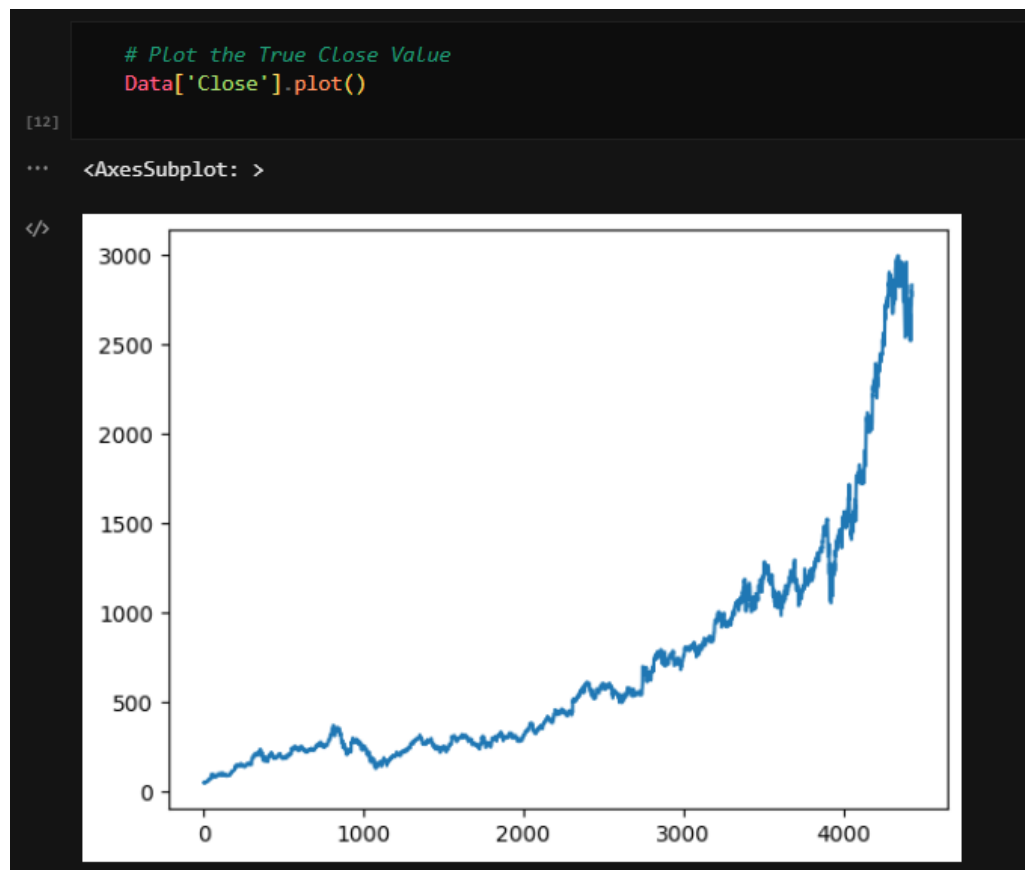 # Plot the True Close Value
Data['Close'].plot()
[12]
...
<AxesSubplot: >
</>
3000
2500
2000
1500
1000
500
0
0 1000 2000 3000 4000